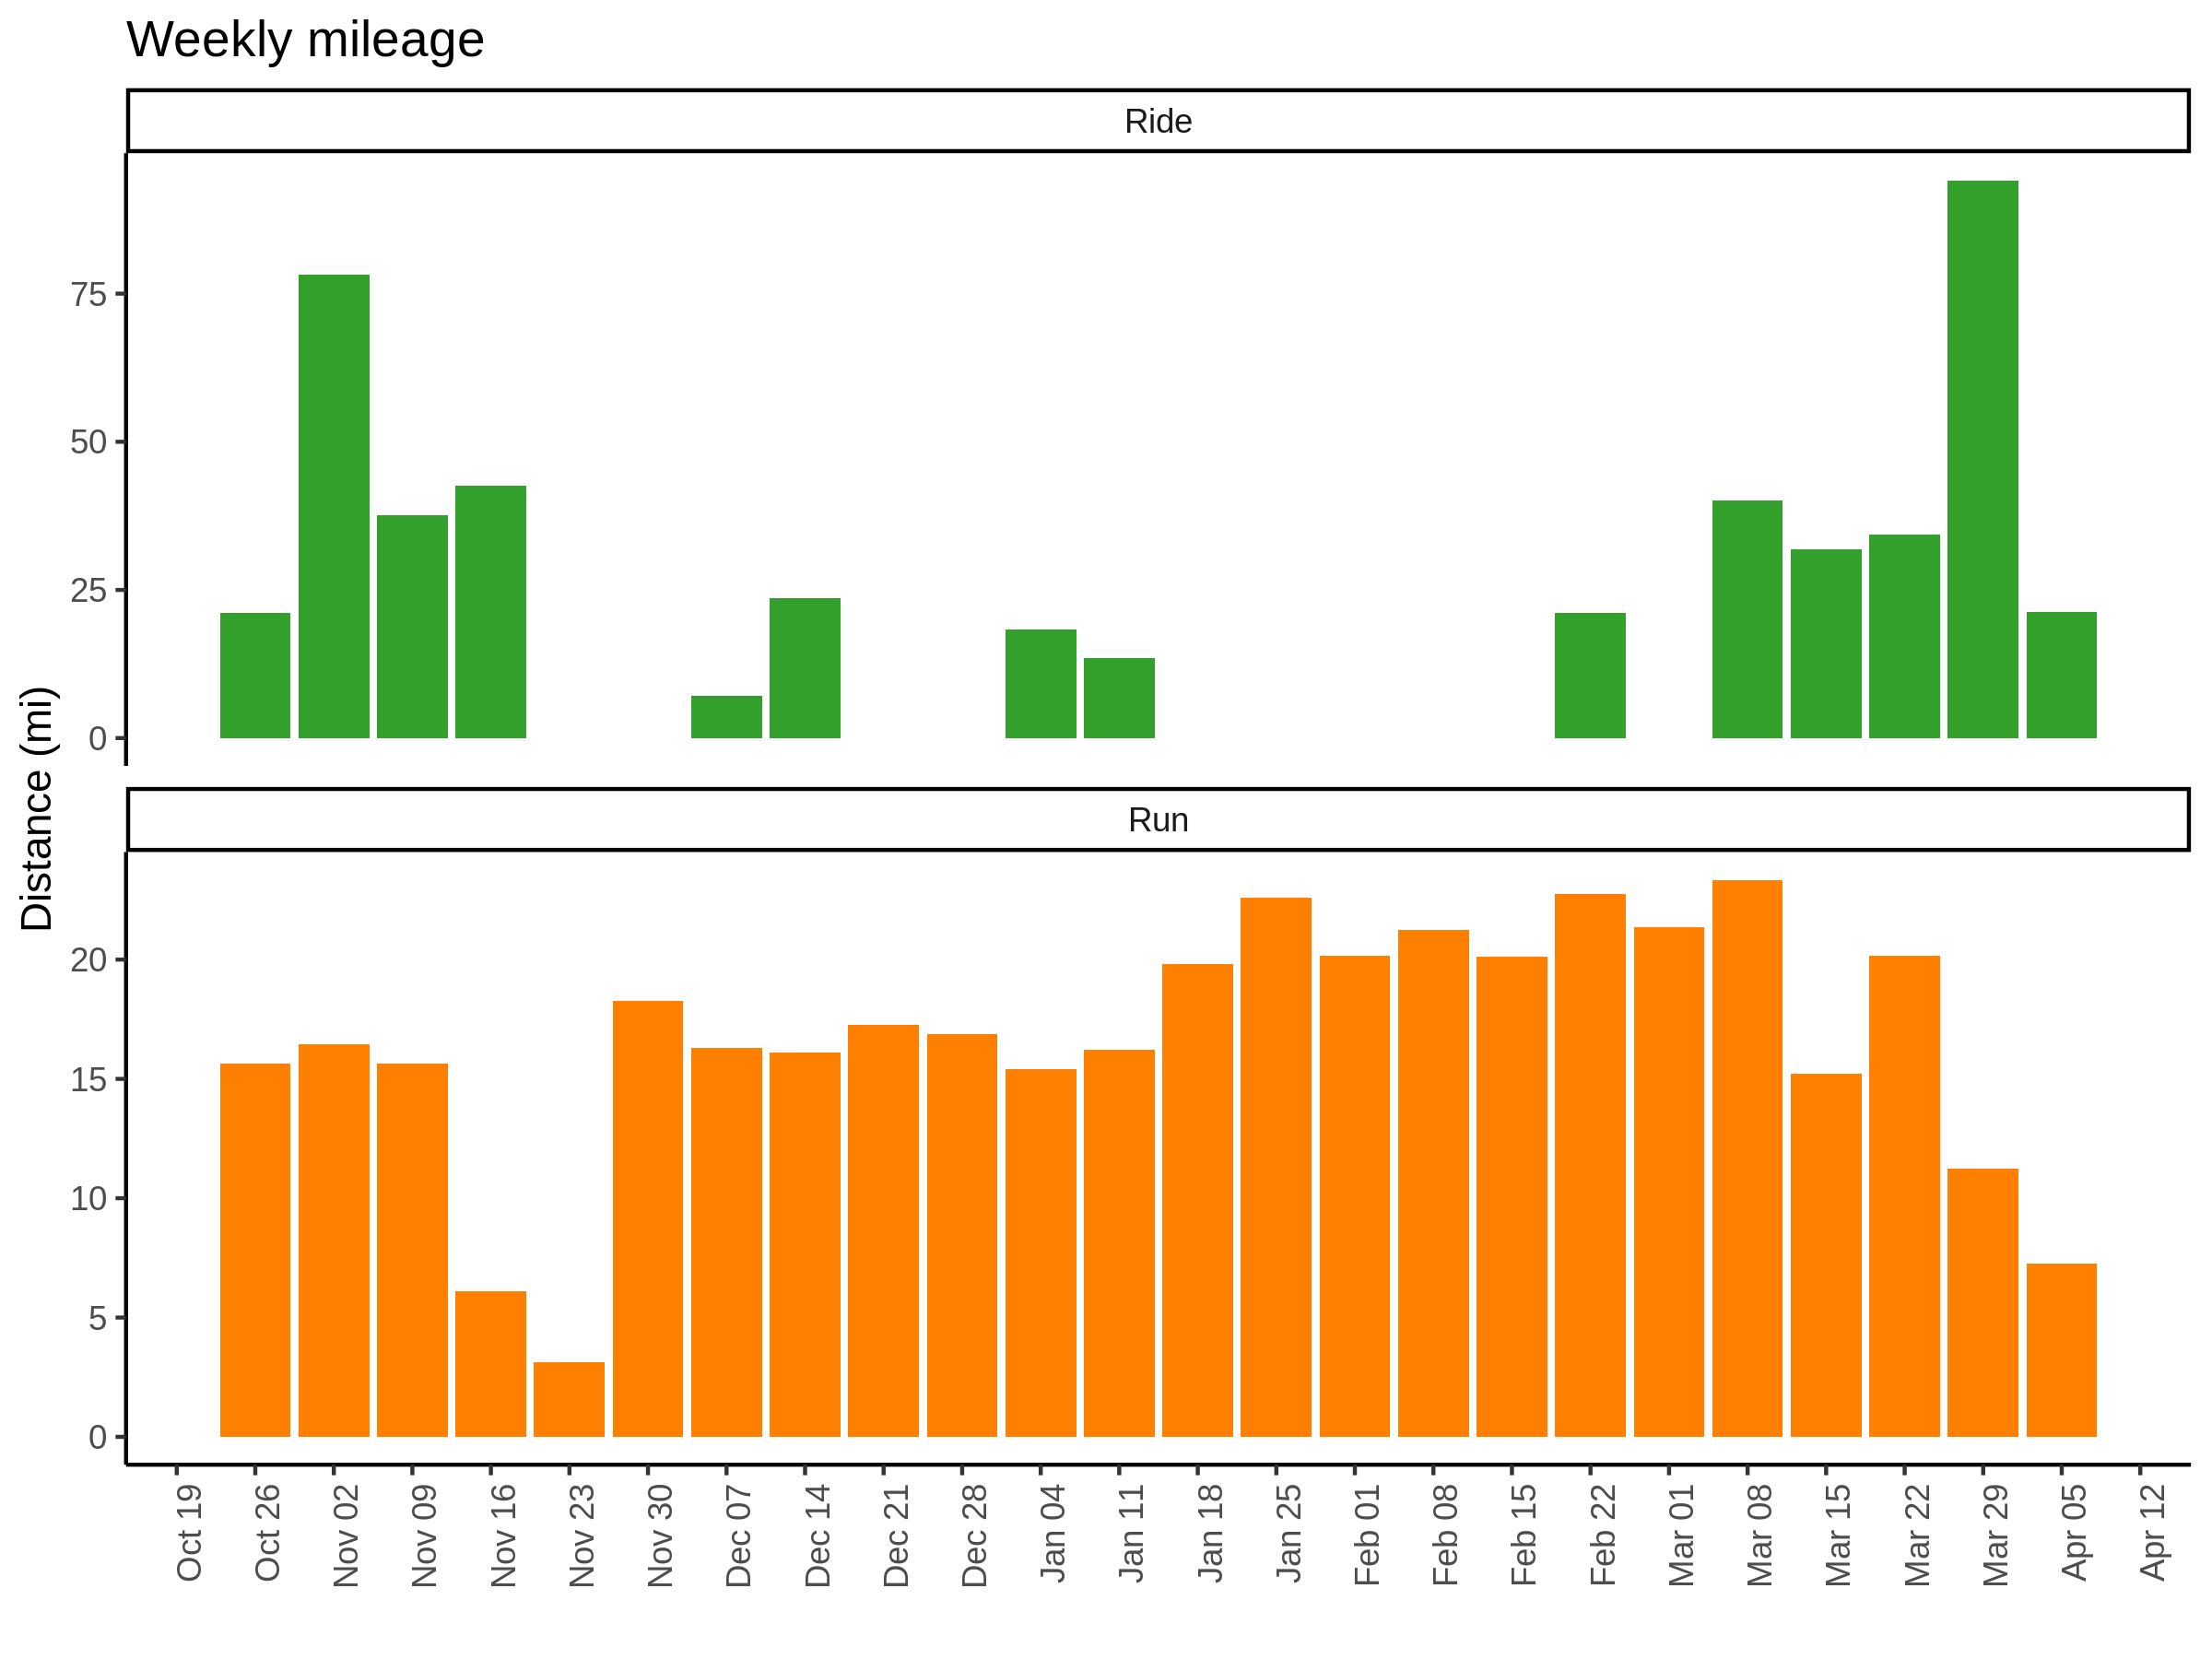 Weekly mileage
Ride
75
50
25
0
Distance (mi)
Run
20
15
10
5
0
Oct 19
Oct 26
Nov 02
Nov 09
Nov 16
Nov 23
Nov 30
Dec 07
Dec 14
Dec 21
Dec 28
Jan 04
Jan 11
Jan 18
Jan 25
Feb 01
Feb 08
Feb 15
Feb 22
Mar 01
Mar 08
Mar 15
Mar 22
Mar 29
Apr 05
Apr 12